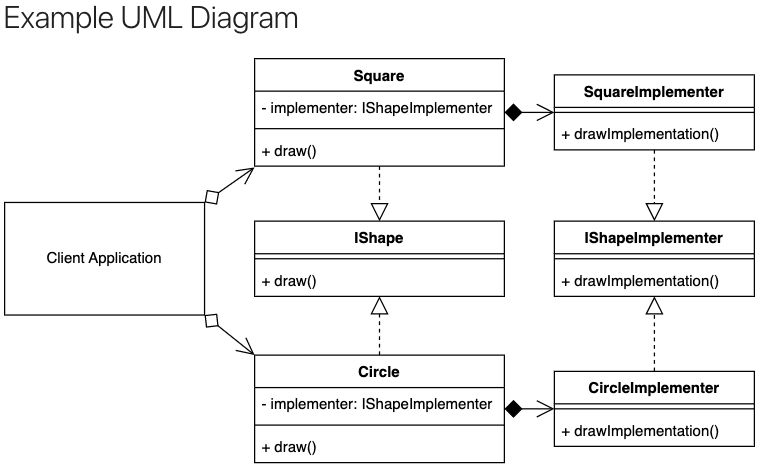 Example UML Diagram
Square
- implementer: IShapeImplementer
+ draw()
SquareImplementer
+ drawImplementation()
Client Application
IShape
+ draw()
IShapeImplementer
+ drawImplementation()
Circle
- implementer: IShapeImplementer
+ draw()
CircleImplementer
+ drawImplementation()